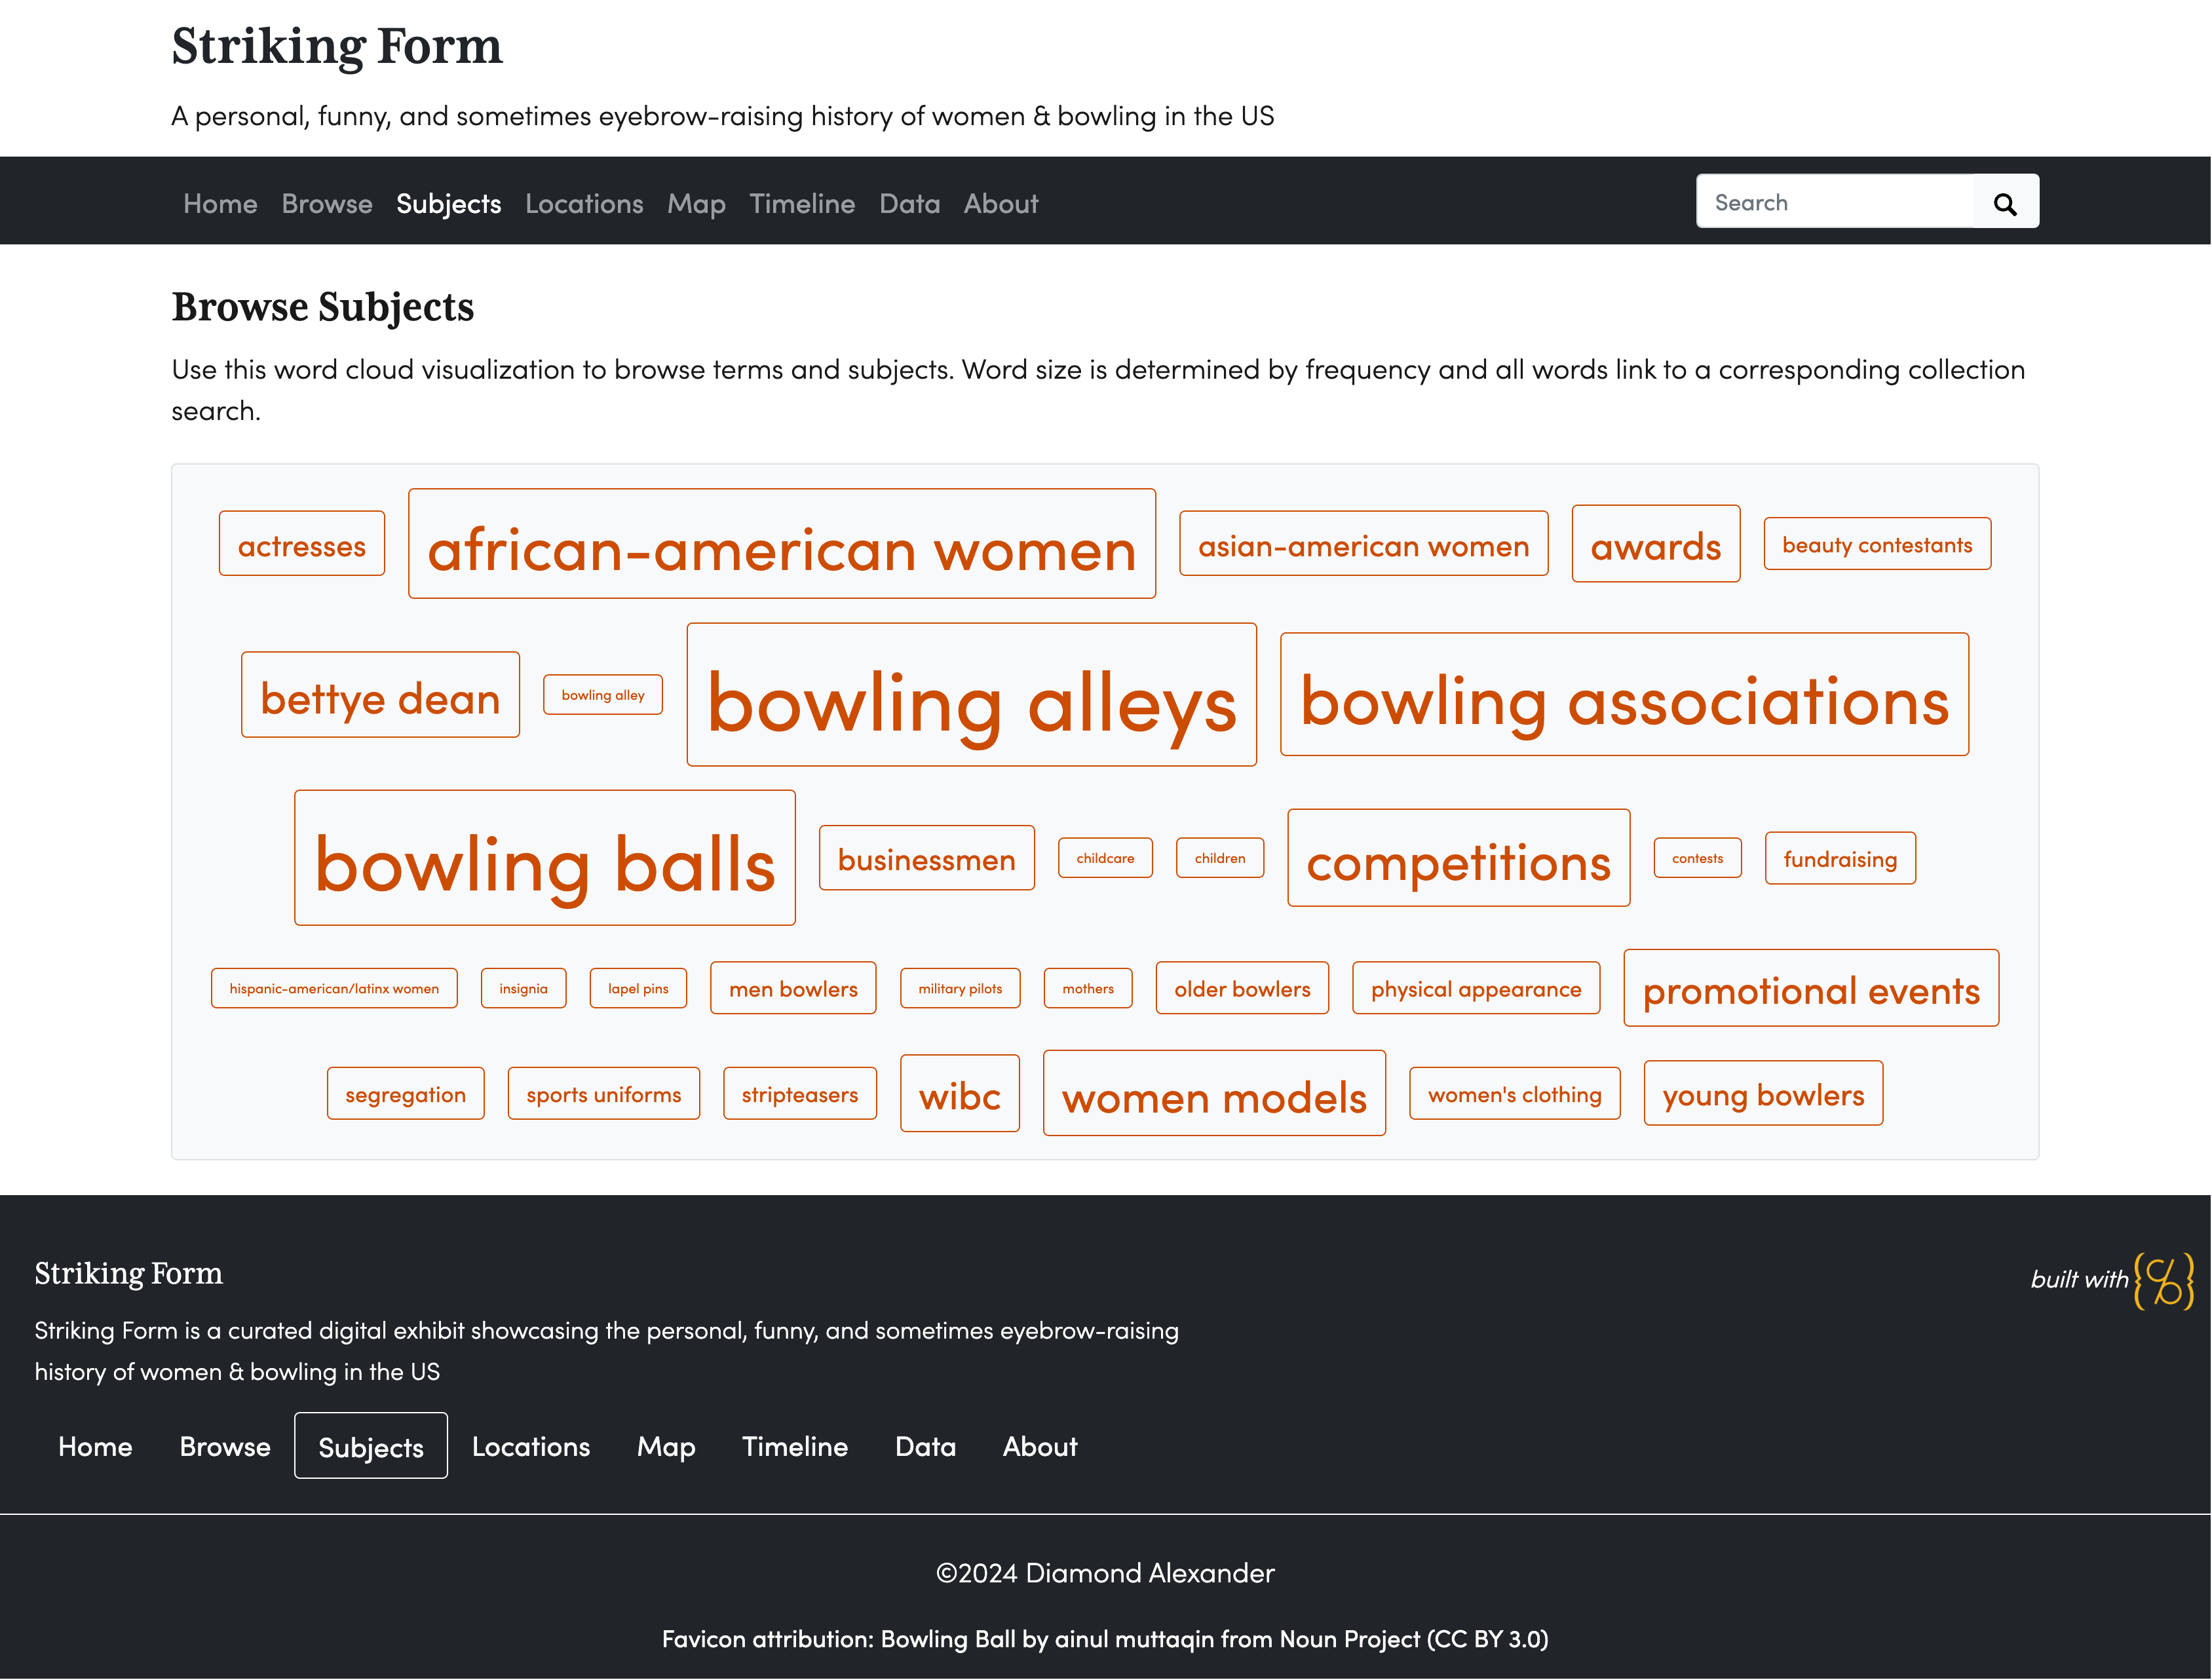 Striking Form
A personal, funny, and sometimes eyebrow-raising history of women & bowling in the US
Home Browse Subjects Locations Map Timeline Data About Search
Browse Subjects
Use this word cloud visualization to browse terms and subjects. Word size is determined by frequency and all words link to a corresponding collection
search.
actresses african-american women asian-american women awards beauty contestants
bettye dean bowling alley bowling alleys bowling associations
bowling balls businessmen childcare children competitions contests fundraising
hispanic-american/latinx women insignia lapel pins men bowlers military pilots mothers older bowlers physical appearance promotional events
segregation sports uniforms stripteasers wibc women models women's clothing young bowlers
Striking Form
built with {cb}
Striking Form is a curated digital exhibit showcasing the personal, funny, and sometimes eyebrow-raising
history of women & bowling in the US
Home Browse Subjects Locations Map Timeline Data About
©2024 Diamond Alexander
Favicon attribution: Bowling Ball by ainul muttaqin from Noun Project (CC BY 3.0)